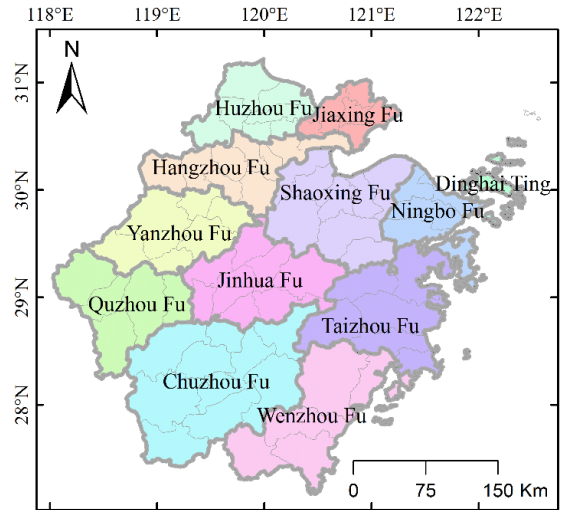 118°E 119°E 120°E 121°E 122°E
N
31°N
30°N
29°N
28°N
Huzhou Fu
Jiaxing Fu
Hangzhou Fu
Shaoxing Fu
Dinghai Ting
Ningbo Fu
Yanzhou Fu
Jinhua Fu
Quzhou Fu
Taizhou Fu
Chuzhou Fu
Wenzhou Fu
0 75 150 Km